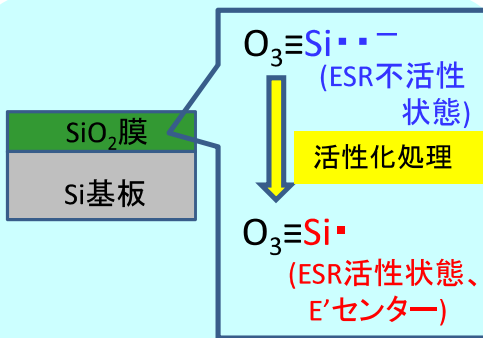 O₃≡Si・・⁻
(ESR不活性
状態)
SiO₂膜
活性化処理
Si基板
O₃≡Si・
(ESR活性状態、
E’センター)